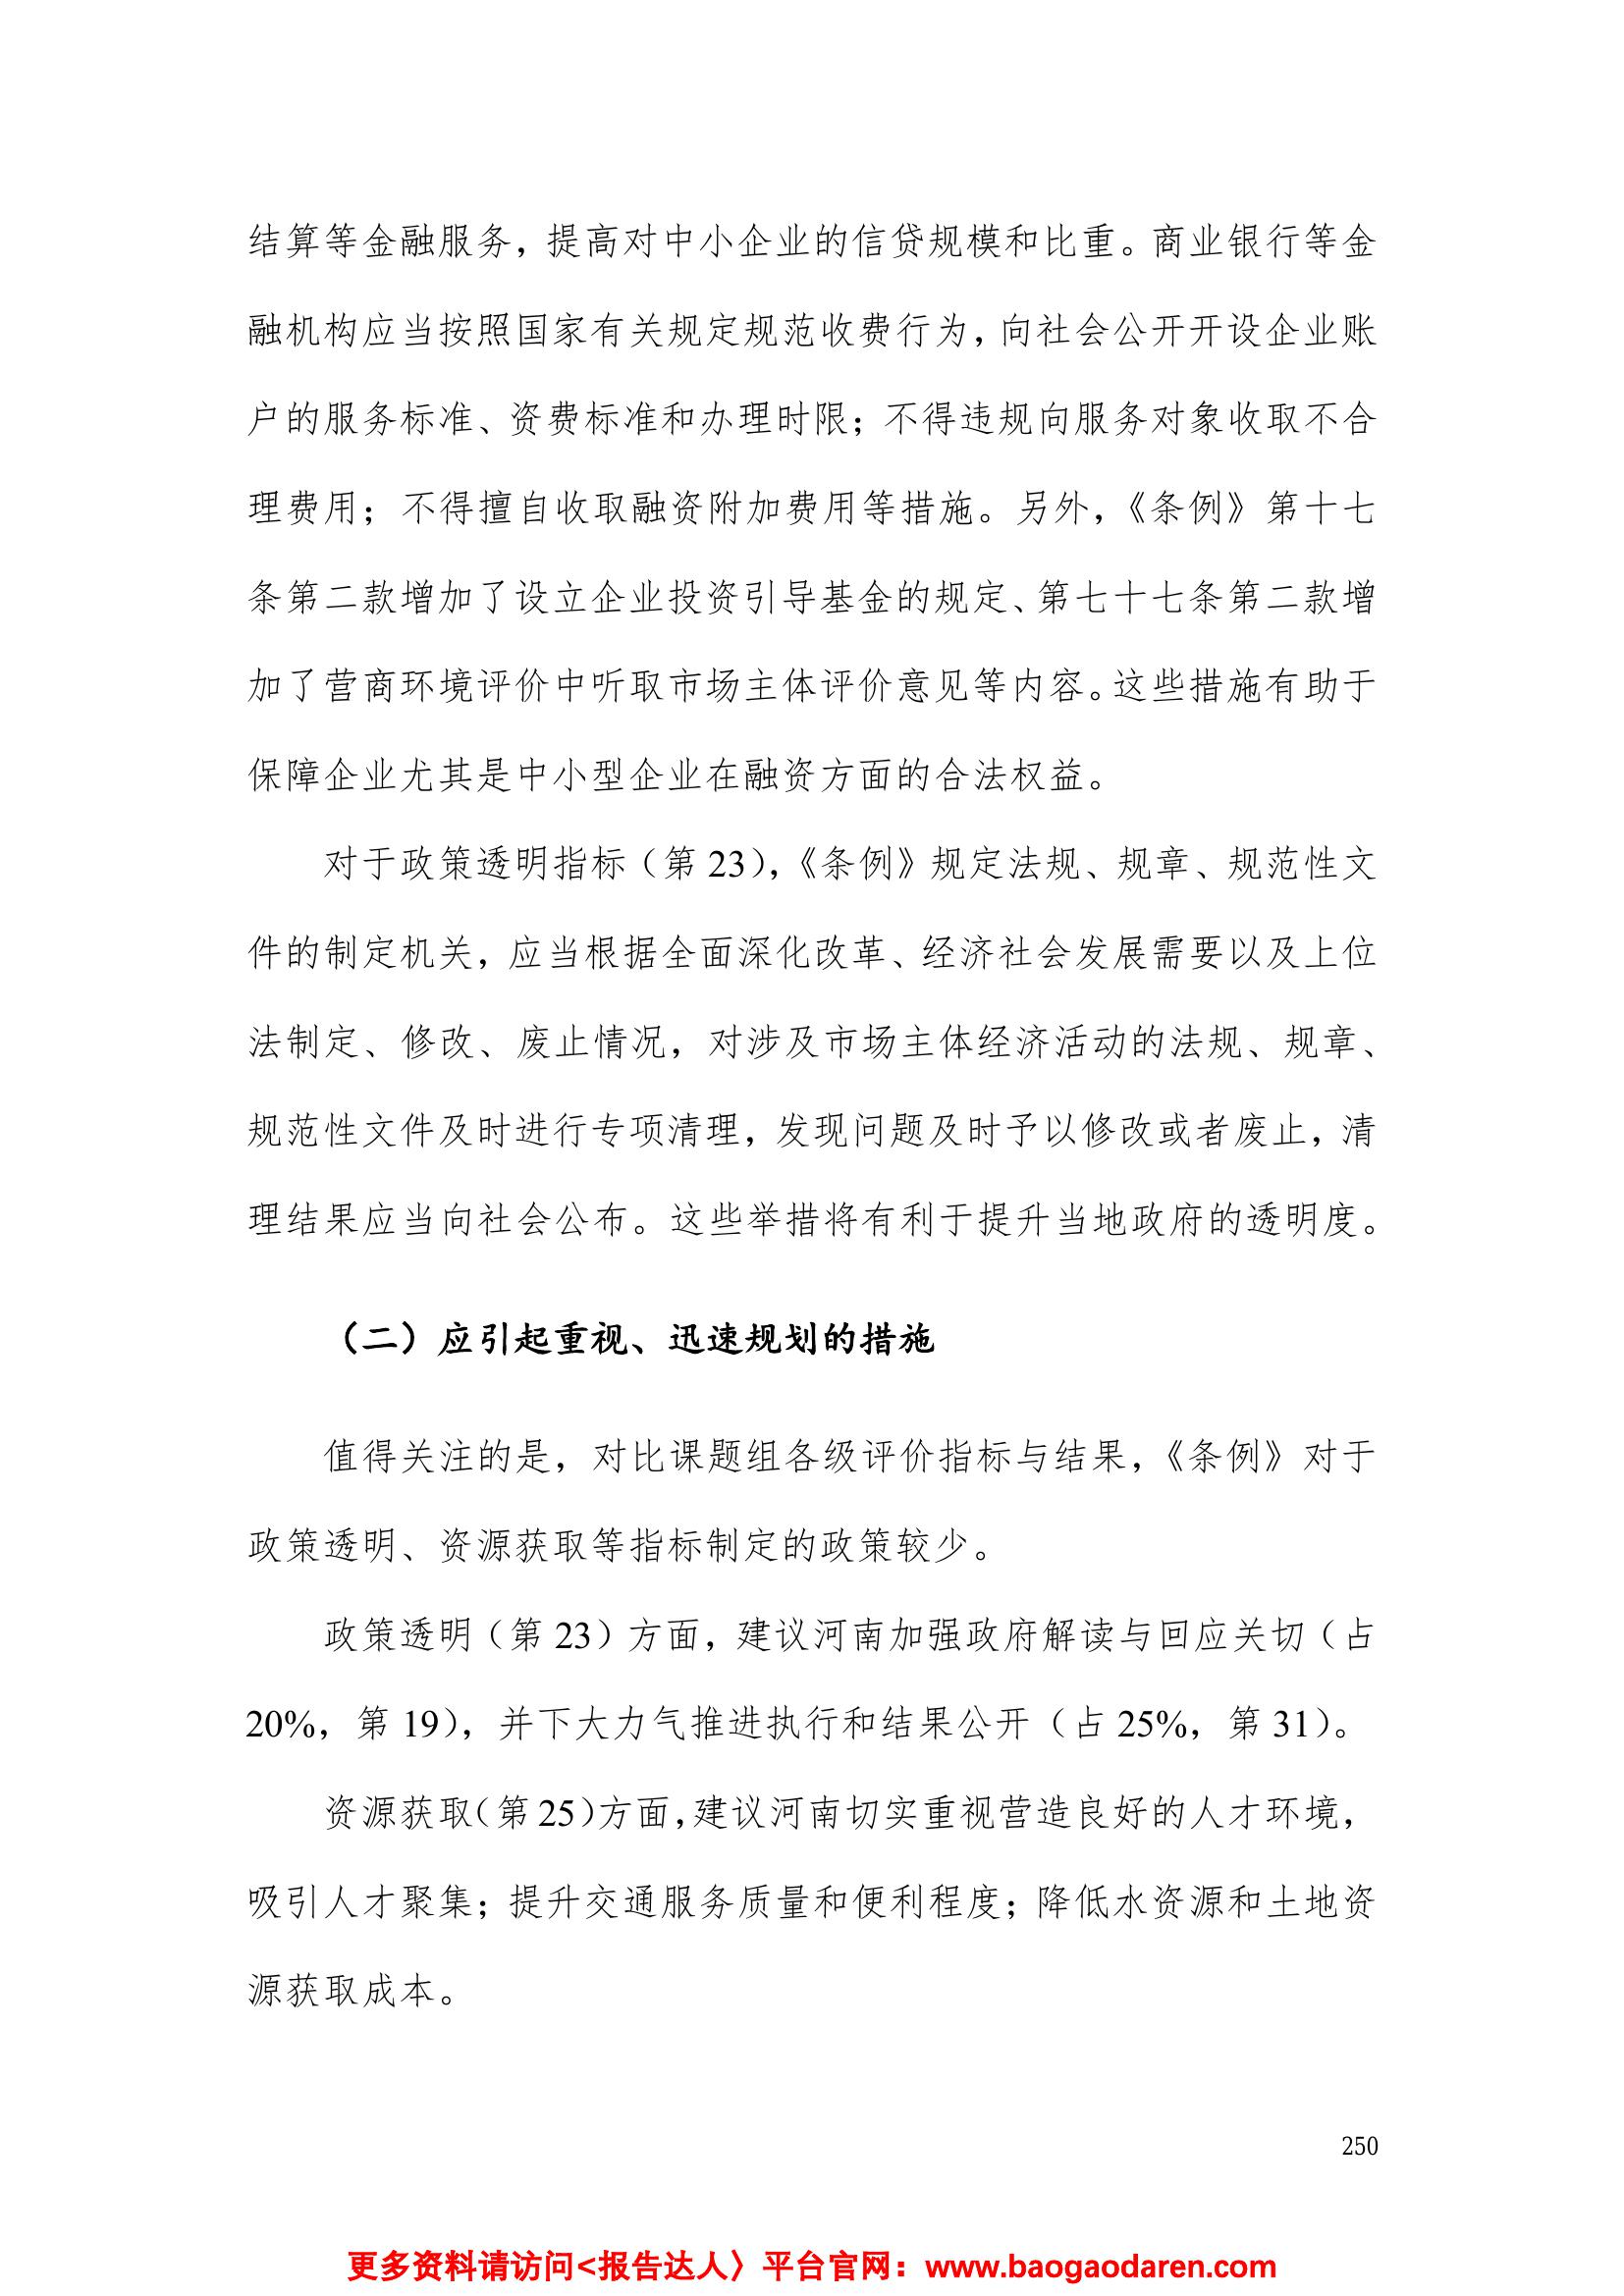 结算等金融服务，提高对中小企业的信贷规模和比重。商业银行等金
融机构应当按照国家有关规定规范收费行为，向社会公开开设企业账
户的服务标准、资费标准和办理时限；不得违规向服务对象收取不合
理费用；不得擅自收取融资附加费用等措施。另外，《条例》第十七
条第二款增加了设立企业投资引导基金的规定、第七十七条第二款增
加了营商环境评价中听取市场主体评价意见等内容。这些措施有助于
保障企业尤其是中小型企业在融资方面的合法权益。
对于政策透明指标（第 23），《条例》规定法规、规章、规范性文
件的制定机关，应当根据全面深化改革、经济社会发展需要以及上位
法制定、修改、废止情况，对涉及市场主体经济活动的法规、规章、
规范性文件及时进行专项清理，发现问题及时予以修改或者废止，清
理结果应当向社会公布。这些举措将有利于提升当地政府的透明度。
（二）应引起重视、迅速规划的措施
值得关注的是，对比课题组各级评价指标与结果，《条例》对于
政策透明、资源获取等指标制定的政策较少。
政策透明（第 23）方面，建议河南加强政府解读与回应关切（占
20%，第 19），并下大力气推进执行和结果公开（占 25%，第 31）。
资源获取（第 25）方面，建议河南切实重视营造良好的人才环境，
吸引人才聚集；提升交通服务质量和便利程度；降低水资源和土地资
源获取成本。
250
更多资料请访问<报告达人〉平台官网：www.baogaodaren.com